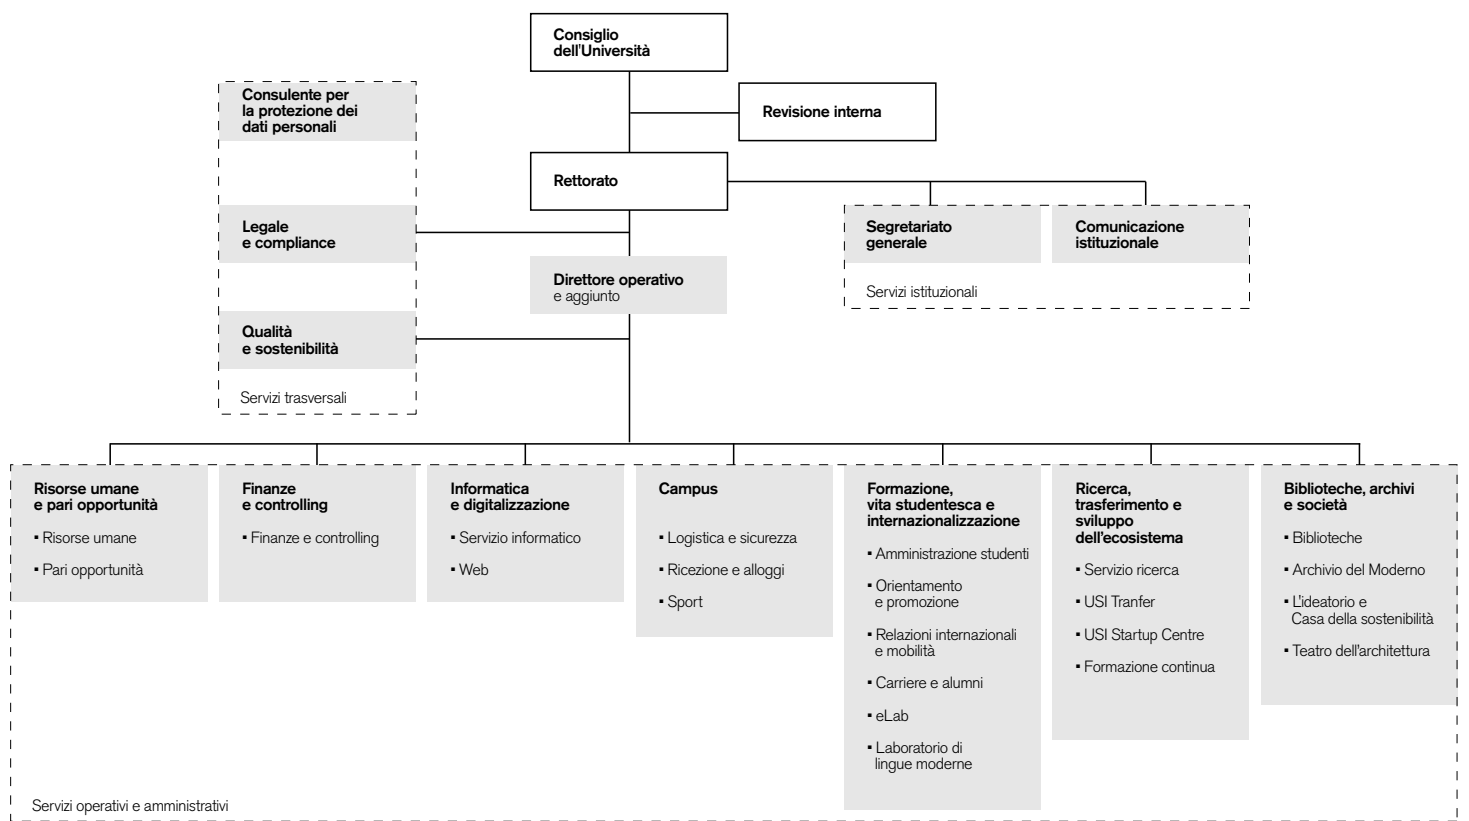 Consiglio
dell'Università
Consulente per
la protezione dei
dati personali
Revisione interna
Rettorato
Legale
e compliance
Segretariato
generale
Comunicazione
istituzionale
Servizi istituzionali
Direttore operativo
e aggiunto
Qualità
e sostenibilità
Servizi trasversali
Risorse umane
e pari opportunità
▪ Risorse umane
▪ Pari opportunità
Finanze
e controlling
▪ Finanze e controlling
Informatica
e digitalizzazione
▪ Servizio informatico
▪ Web
Campus
▪ Logistica e sicurezza
▪ Ricezione e alloggi
▪ Sport
Formazione,
vita studentesca e
internazionalizzazione
▪ Amministrazione studenti
▪ Orientamento
e promozione
▪ Relazioni internazionali
e mobilità
▪ Carriere e alumni
▪ eLab
▪ Laboratorio di
lingue moderne
Ricerca,
trasferimento e
sviluppo
dell'ecosistema
▪ Servizio ricerca
▪ USI Tranfer
▪ USI Startup Centre
▪ Formazione continua
Biblioteche, archivi
e società
▪ Biblioteche
▪ Archivio del Moderno
▪ L'ideatorio e
Casa della sostenibilità
▪ Teatro dell'architettura
Servizi operativi e amministrativi